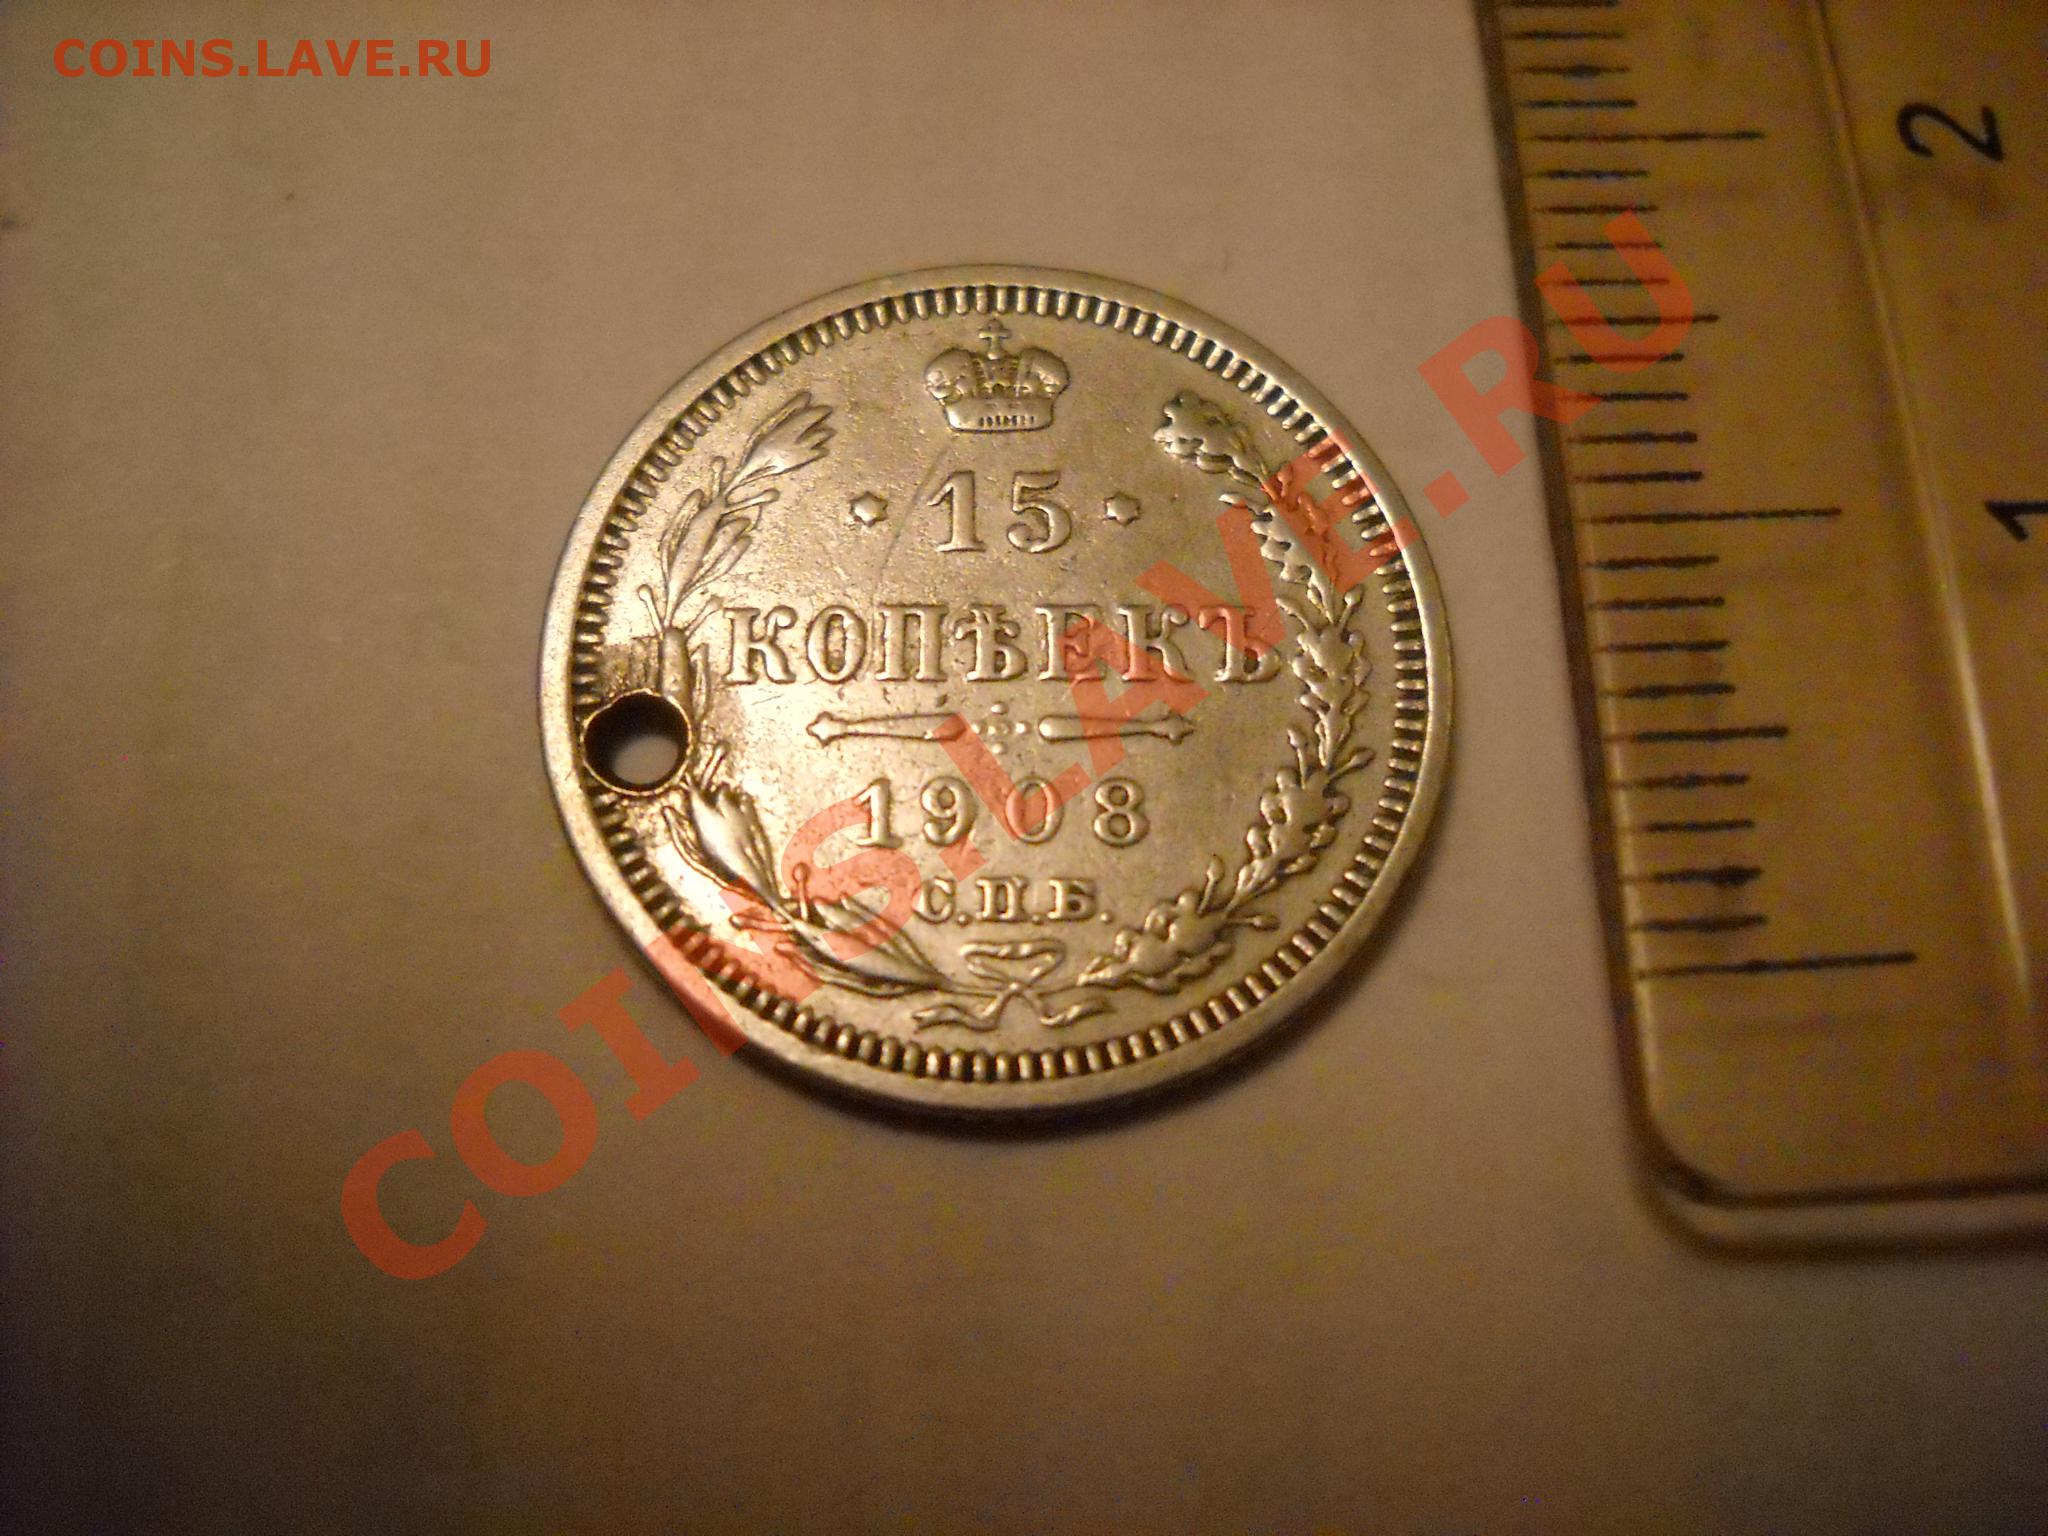 COINS.LAVE.RU
2
1
15
КОПѢЕКЪ
1908
С.П.Б.
COINS.LAVE.RU